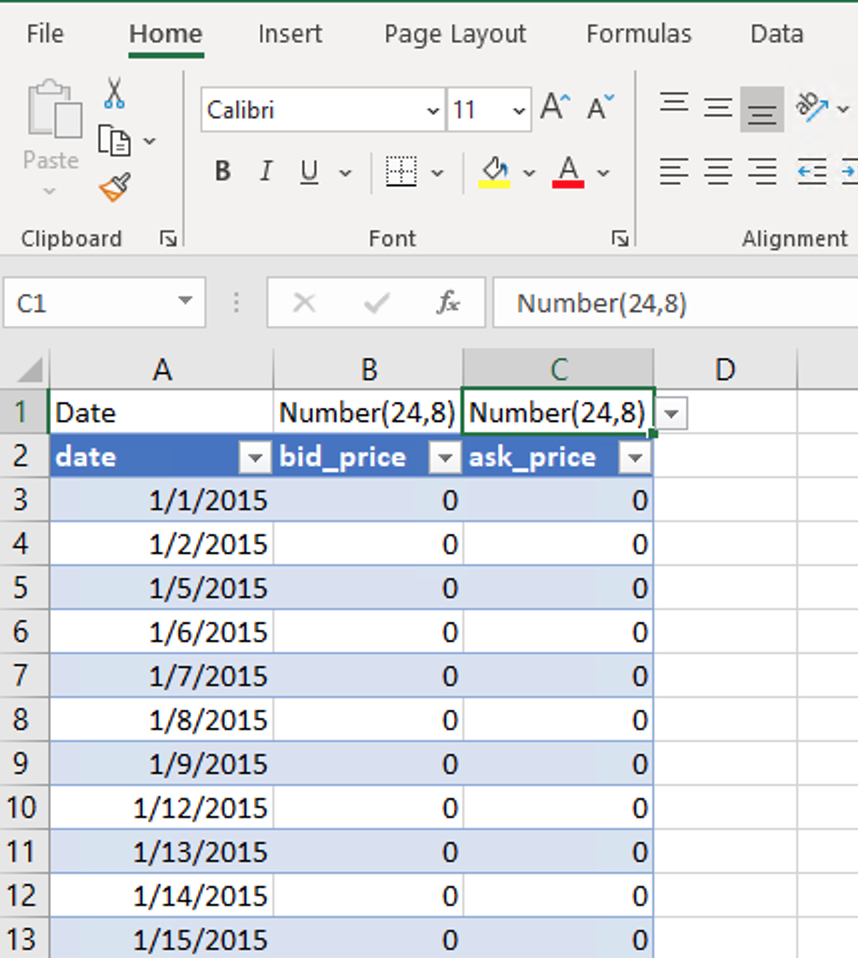 File Home Insert Page Layout Formulas Data
Calibri 11 A A ab
Paste B I U A
Clipboard Font Alignment
C1 fx Number(24,8)
A B C D
1 Date Number(24,8) Number(24,8)
2 date bid_price ask_price
3 1/1/2015 0 0
4 1/2/2015 0 0
5 1/5/2015 0 0
6 1/6/2015 0 0
7 1/7/2015 0 0
8 1/8/2015 0 0
9 1/9/2015 0 0
10 1/12/2015 0 0
11 1/13/2015 0 0
12 1/14/2015 0 0
13 1/15/2015 0 0